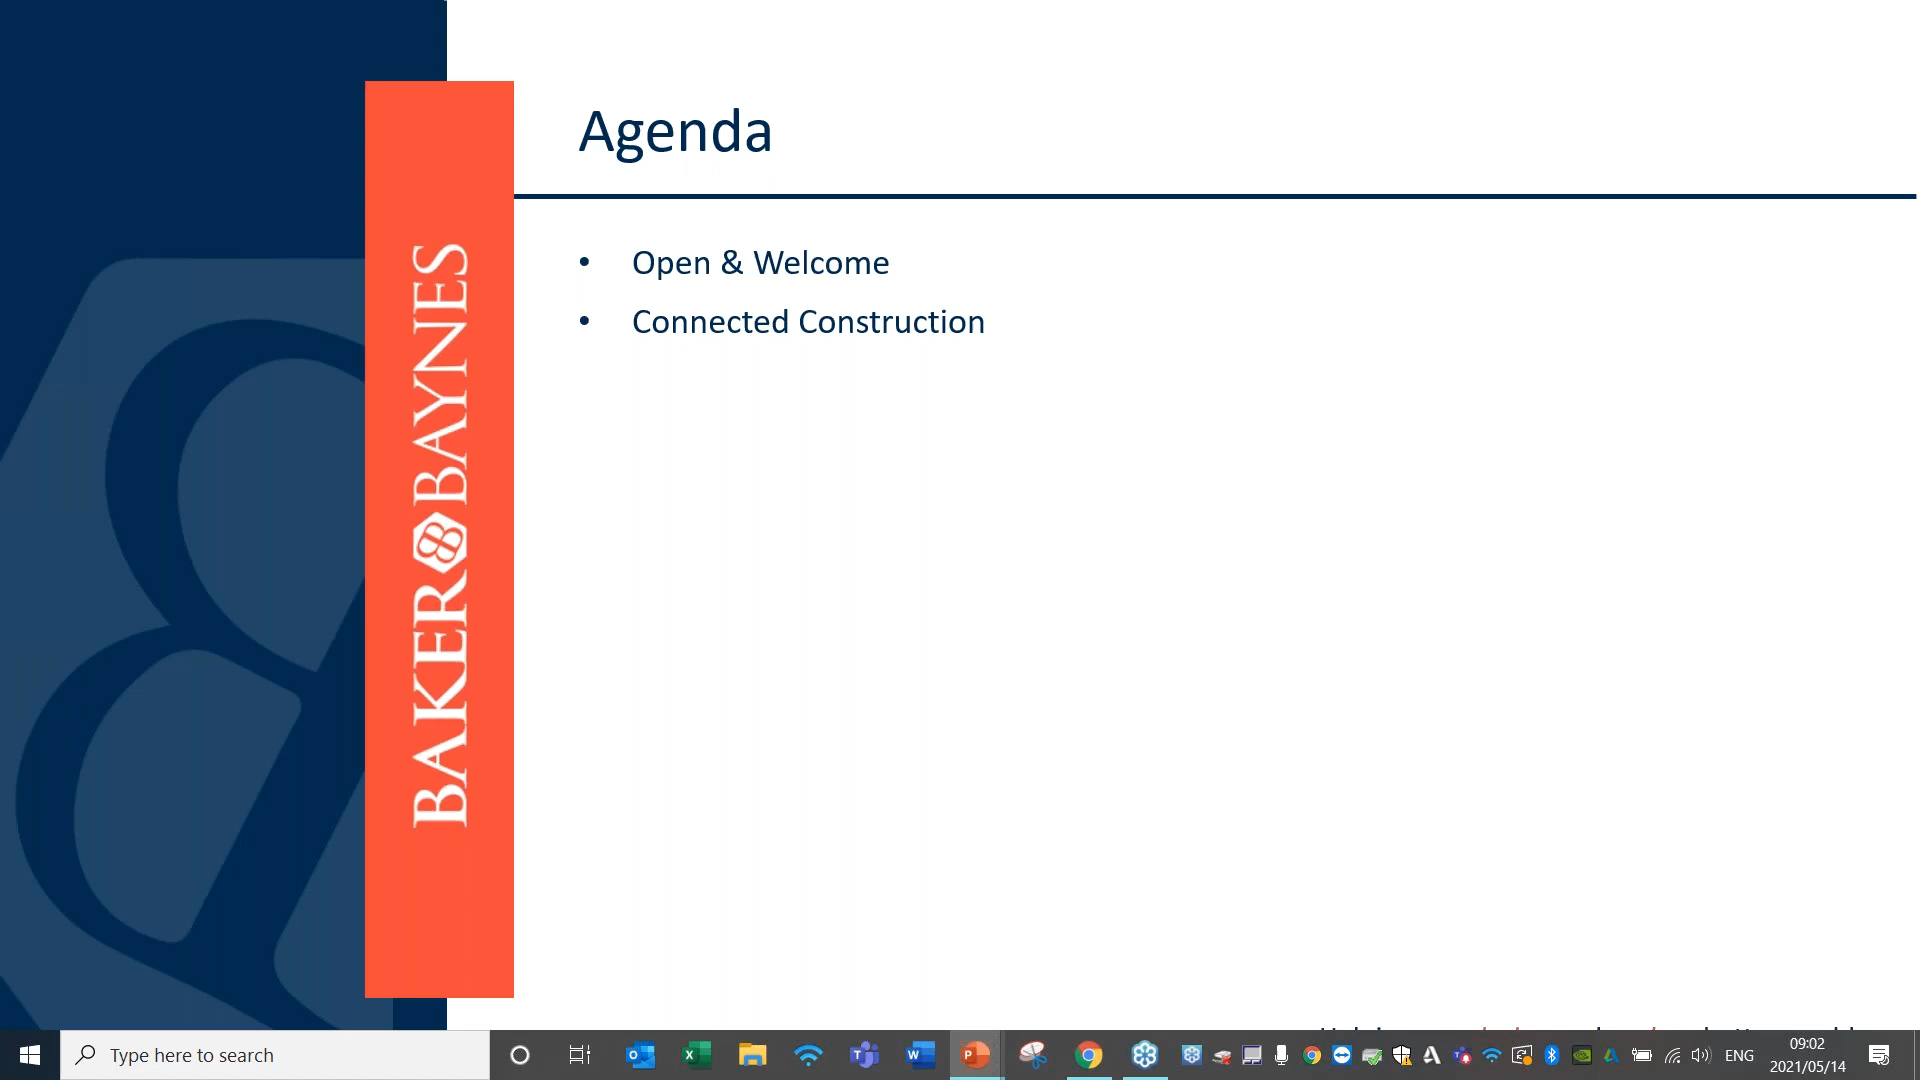 Agenda
• Open & Welcome
• Connected Construction
BAKER BAYNES
Type here to search
ENG
09:02
2021/05/14